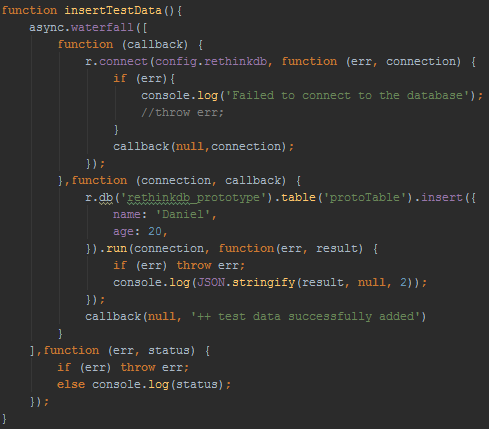 function insertTestData(){
    async.waterfall([
        function (callback) {
            r.connect(config.rethinkdb, function (err, connection) {
                if (err){
                    console.log('Failed to connect to the database');
                    //throw err;
                }
                callback(null,connection);
            });
        },function (connection, callback) {
            r.db('rethinkdb_prototype').table('protoTable').insert({
                name: 'Daniel',
                age: 20,
            }).run(connection, function(err, result) {
                if (err) throw err;
                console.log(JSON.stringify(result, null, 2));
            });
            callback(null, '++ test data successfully added')
        }
    ],function (err, status) {
        if (err) throw err;
        else console.log(status);
    });
}